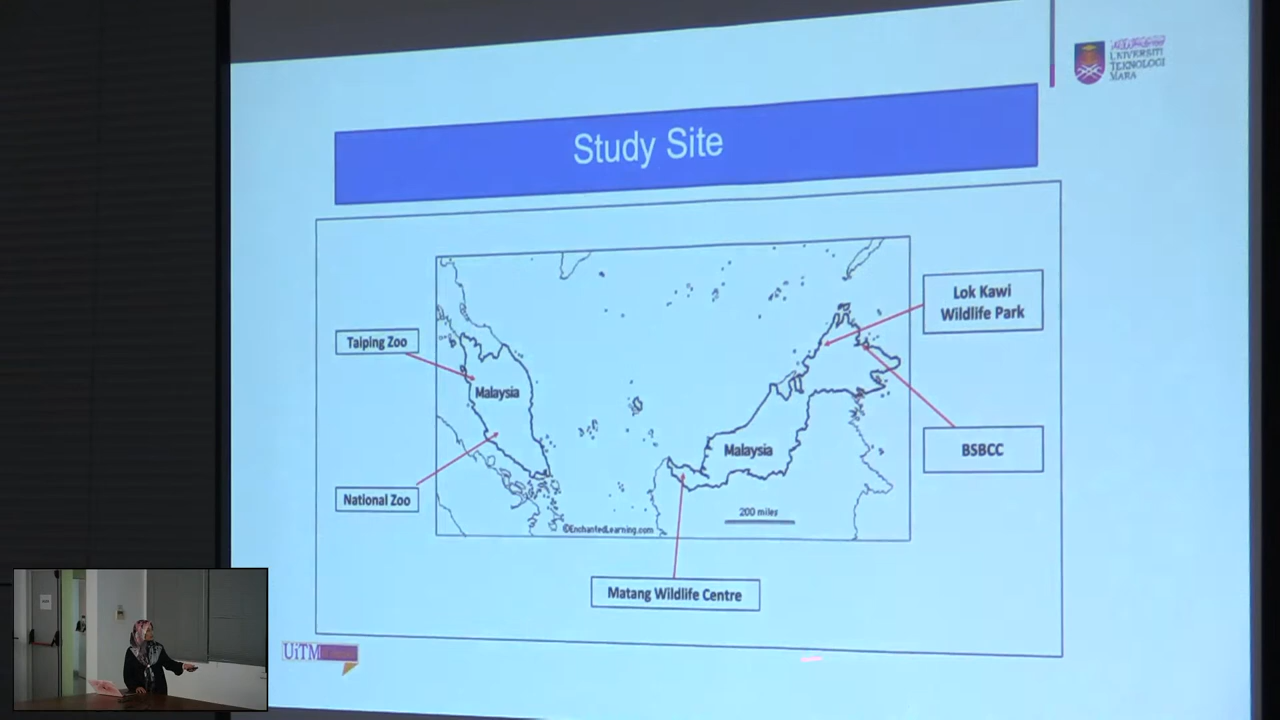 UNIVERSITI
TEKNOLOGI
MARA
Study Site
Lok Kawi
Wildlife Park
Taiping Zoo
Malaysia
Malaysia
BSBCC
National Zoo
200 miles
©EnchantedLearning.com
Matang Wildlife Centre
UiTM